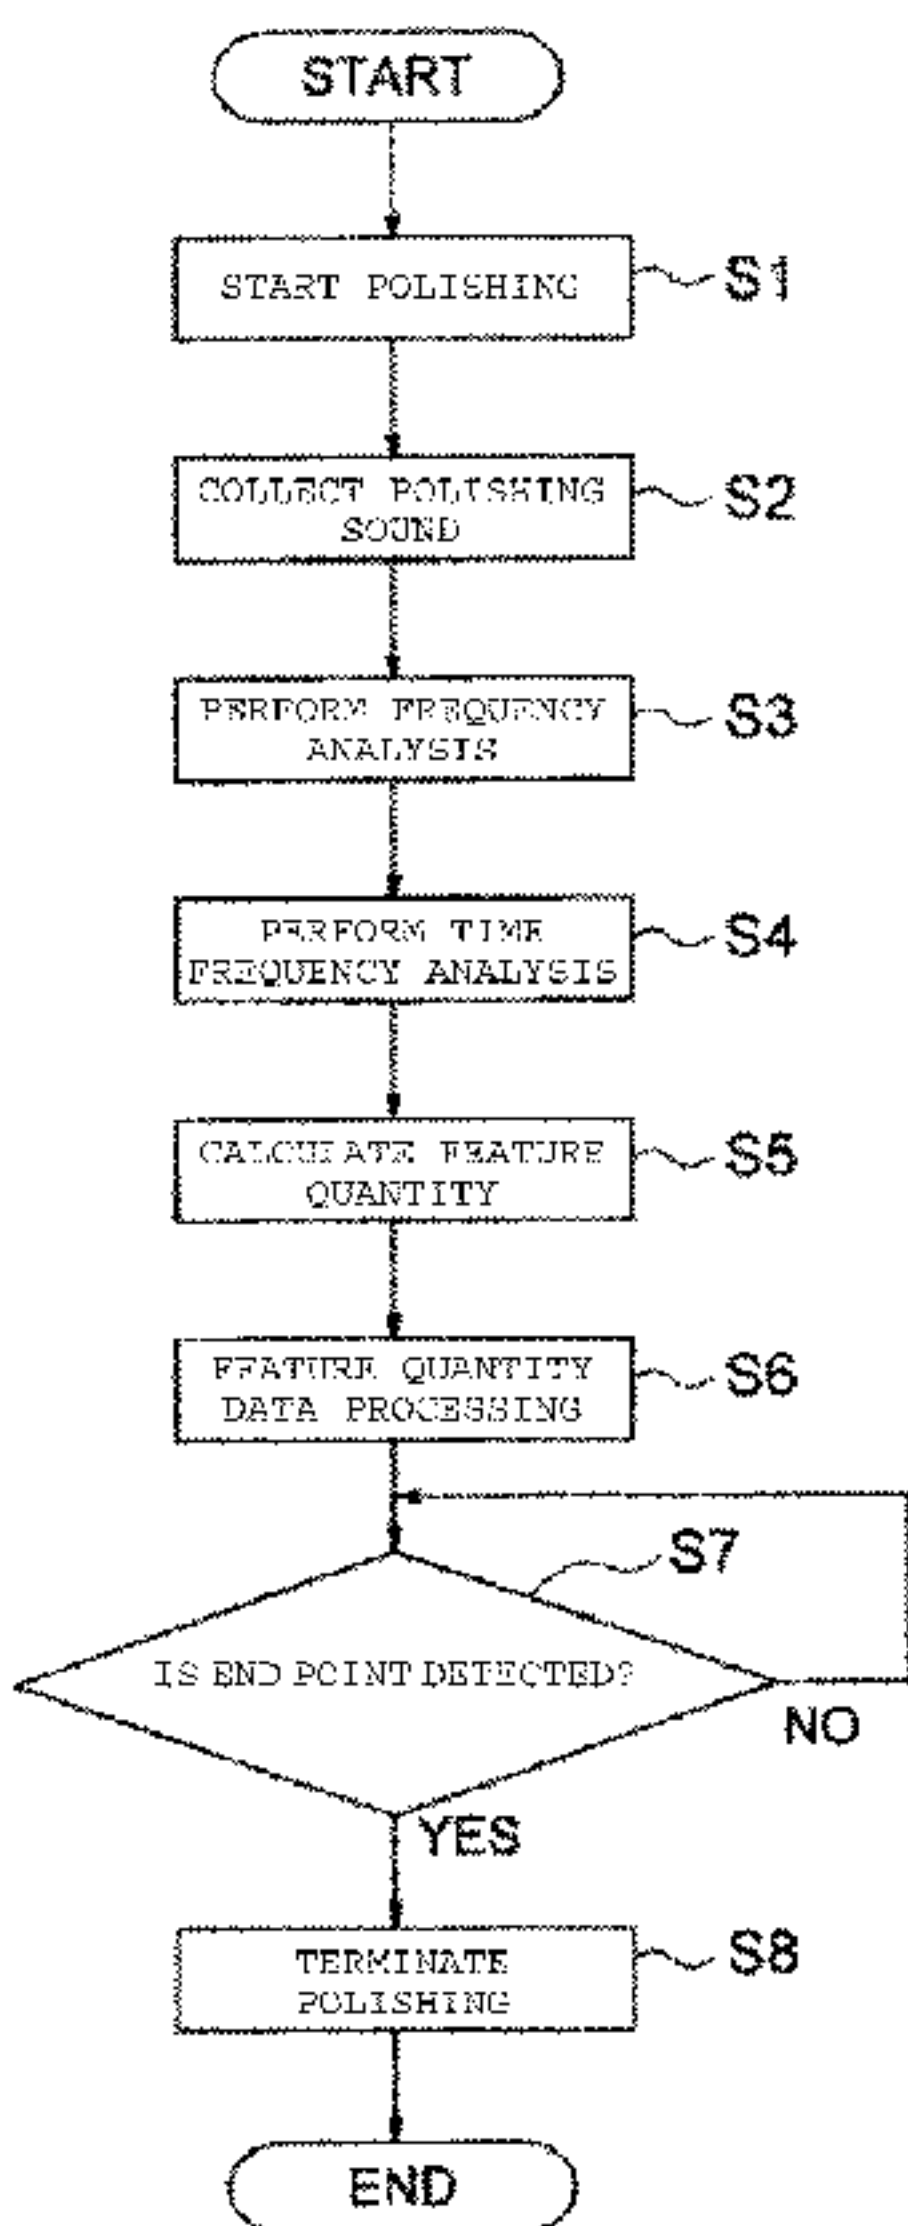 START
START POLISHING
S1
COLLECT POLISHING
SOUND
S2
PERFORM FREQUENCY
ANALYSIS
S3
PERFORM TIME
FREQUENCY ANALYSIS
S4
CALCULATE FEATURE
QUANTITY
S5
FEATURE QUANTITY
DATA PROCESSING
S6
S7
IS END POINT DETECTED?
NO
YES
TERMINATE
POLISHING
S8
END